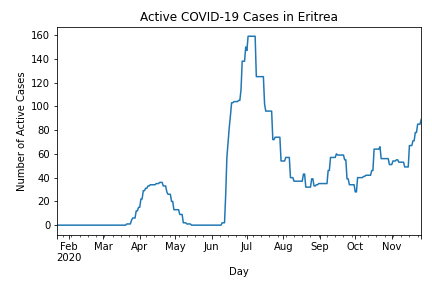 Active COVID-19 Cases in Eritrea
Number of Active Cases
160
140
120
100
80
60
40
20
0
Feb Mar Apr May Jun Jul Aug Sep Oct Nov
2020
Day